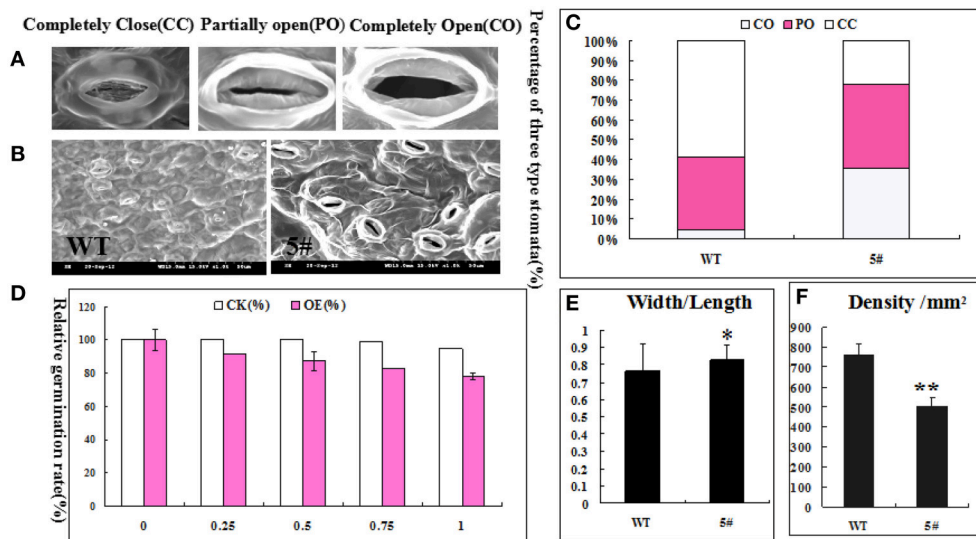 Completely Close(CC) Partially open(PO) Completely Open(CO)
A
B
WT
5#
C
Percentage of three type stomata(%)
CO PO CC
100%
90%
80%
70%
60%
50%
40%
30%
20%
10%
0%
WT 5#
D
Relative germination rate(%)
CK(%) OE(%)
120
100
80
60
40
20
0
0 0.25 0.5 0.75 1
E
Width/Length
1
0.9
0.8
0.7
0.6
0.5
0.4
0.3
0.2
0.1
0
*
WT 5#
F
Density /mm²
900
800
700
600
500
400
300
200
100
0
**
WT 5#